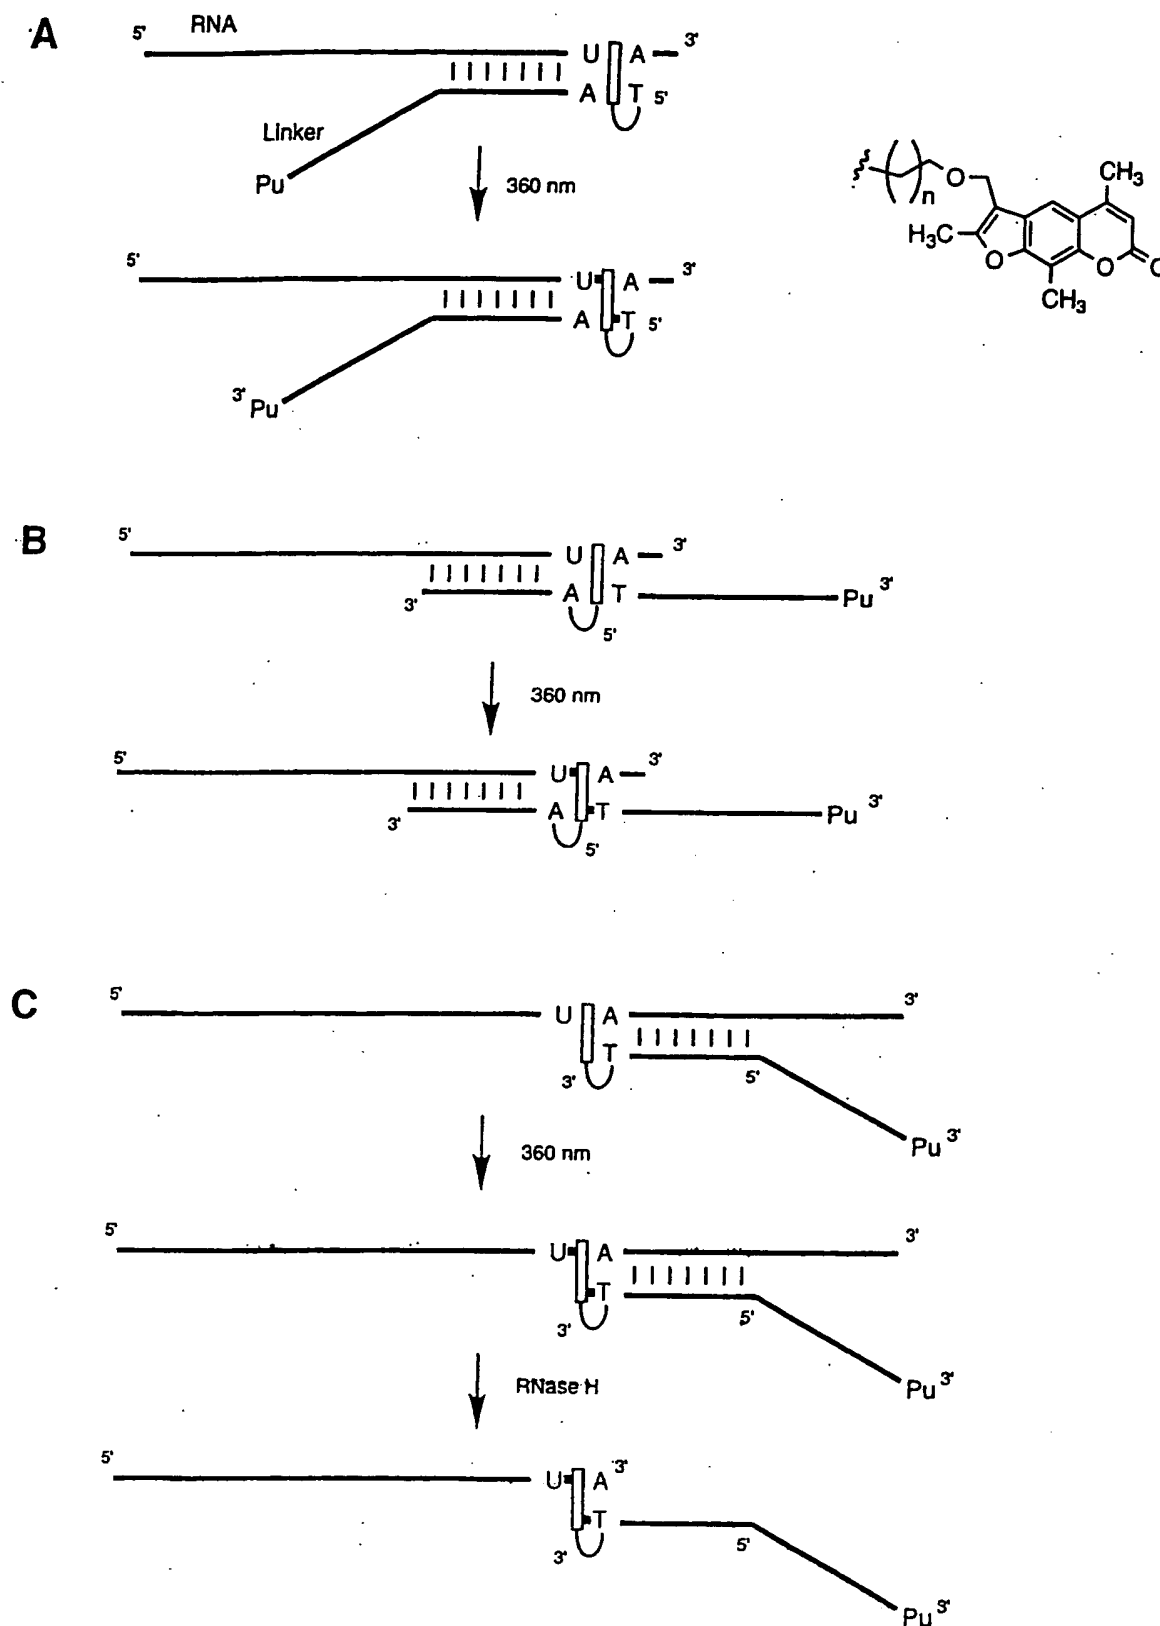 A
5' RNA U A 3'
A T 5'
Linker
Pu
360 nm
n O CH3
H3C O O O
CH3
5' U A 3'
A T 5'
3' Pu
B
5' U A 3'
3' A T Pu 3'
5'
360 nm
5' U A 3'
3' A T Pu 3'
5'
C
5' U A 3'
T
3' 5'
Pu 3'
360 nm
5' U A 3'
T
3' 5'
Pu 3'
RNase H
5' U A 3'
T
3' 5'
Pu 3'